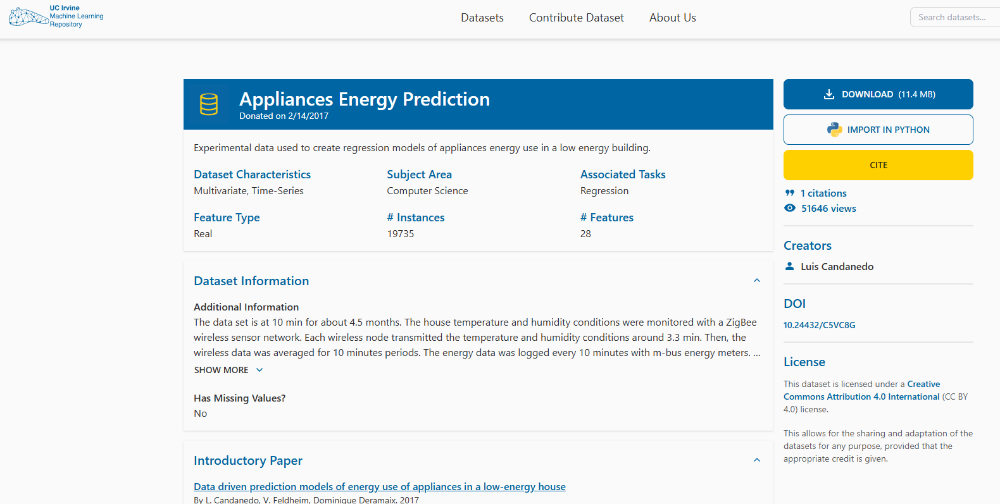 UC Irvine
Machine Learning
Repository
Datasets
Contribute Dataset
About Us
Search datasets...
Appliances Energy Prediction
Donated on 2/14/2017
Experimental data used to create regression models of appliances energy use in a low energy building.
Dataset Characteristics
Multivariate, Time-Series
Subject Area
Computer Science
Associated Tasks
Regression
Feature Type
Real
# Instances
19735
# Features
28
Dataset Information
Additional Information
The data set is at 10 min for about 4.5 months. The house temperature and humidity conditions were monitored with a ZigBee
wireless sensor network. Each wireless node transmitted the temperature and humidity conditions around 3.3 min. Then, the
wireless data was averaged for 10 minutes periods. The energy data was logged every 10 minutes with m-bus energy meters. ...
SHOW MORE
Has Missing Values?
No
Introductory Paper
Data driven prediction models of energy use of appliances in a low-energy house
By L. Candanedo, V. Feldheim, Dominique Deramaix. 2017
DOWNLOAD (11.4 MB)
IMPORT IN PYTHON
CITE
1 citations
51646 views
Creators
Luis Candanedo
DOI
10.24432/C5VC8G
License
This dataset is licensed under a Creative
Commons Attribution 4.0 International (CC BY
4.0) license.
This allows for the sharing and adaptation of the
datasets for any purpose, provided that the
appropriate credit is given.